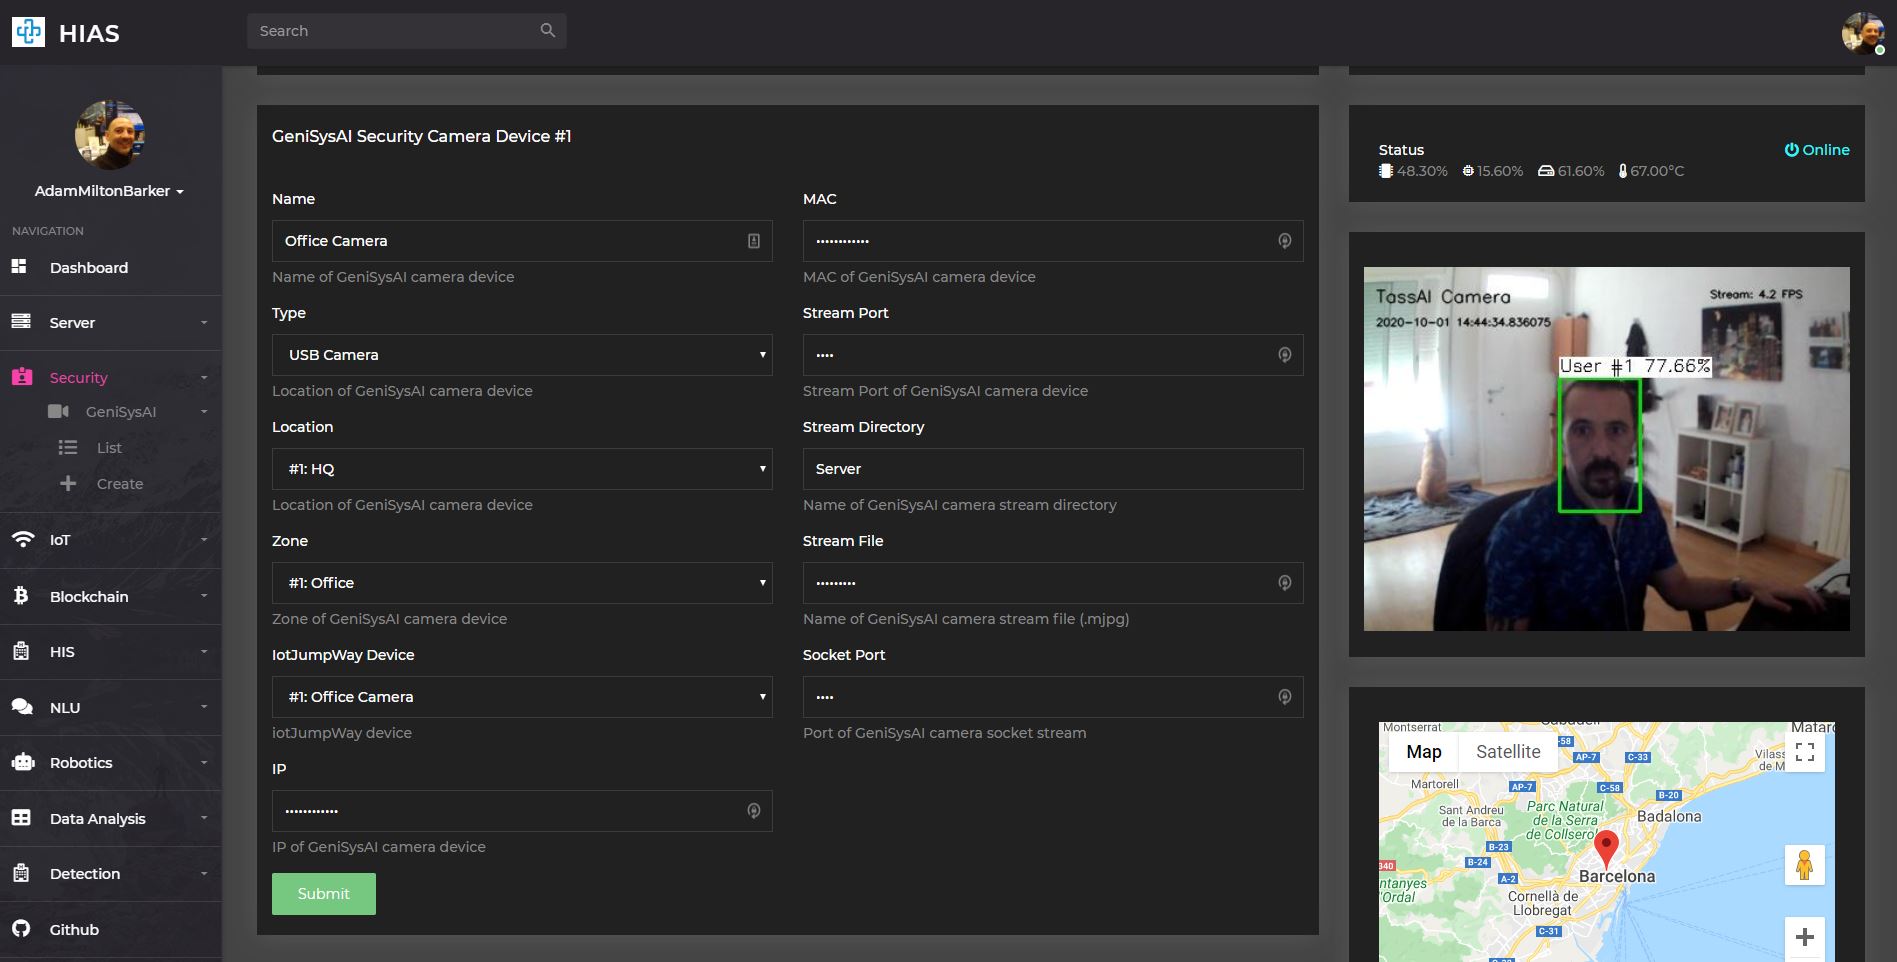 HIAS
Search
AdamMiltonBarker
NAVIGATION
Dashboard
Server
Security
GeniSysAI
List
Create
IoT
Blockchain
HIS
NLU
Robotics
Data Analysis
Detection
Github
GeniSysAI Security Camera Device #1
Name
Office Camera
Name of GeniSysAI camera device
Type
USB Camera
Location of GeniSysAI camera device
Location
#1: HQ
Location of GeniSysAI camera device
Zone
#1: Office
Zone of GeniSysAI camera device
IotJumpWay Device
#1: Office Camera
iotJumpWay device
IP
••••••••••••
IP of GeniSysAI camera device
Submit
MAC
••••••••••••
MAC of GeniSysAI camera device
Stream Port
••••
Stream Port of GeniSysAI camera device
Stream Directory
Server
Name of GeniSysAI camera stream directory
Stream File
•••••••••
Name of GeniSysAI camera stream file (.mjpg)
Socket Port
••••
Port of GeniSysAI camera socket stream
Status
Online
48.30% 15.60% 61.60% 67.00°C
TassAI Camera
Stream: 4.2 FPS
2020-10-01 14:44:34.836075
User #1 77.66%
Montserrat
Map
Satellite
58
AP-7
C-33
Martorell
AP-7
C-58
B-20
Sant Andreu
de la Barca
Parc Natural
de la Serra
de Collserol
Badalona
B-23
B-24
340
A-2
Barcelona
Cornellà de
Llobregat
C-31